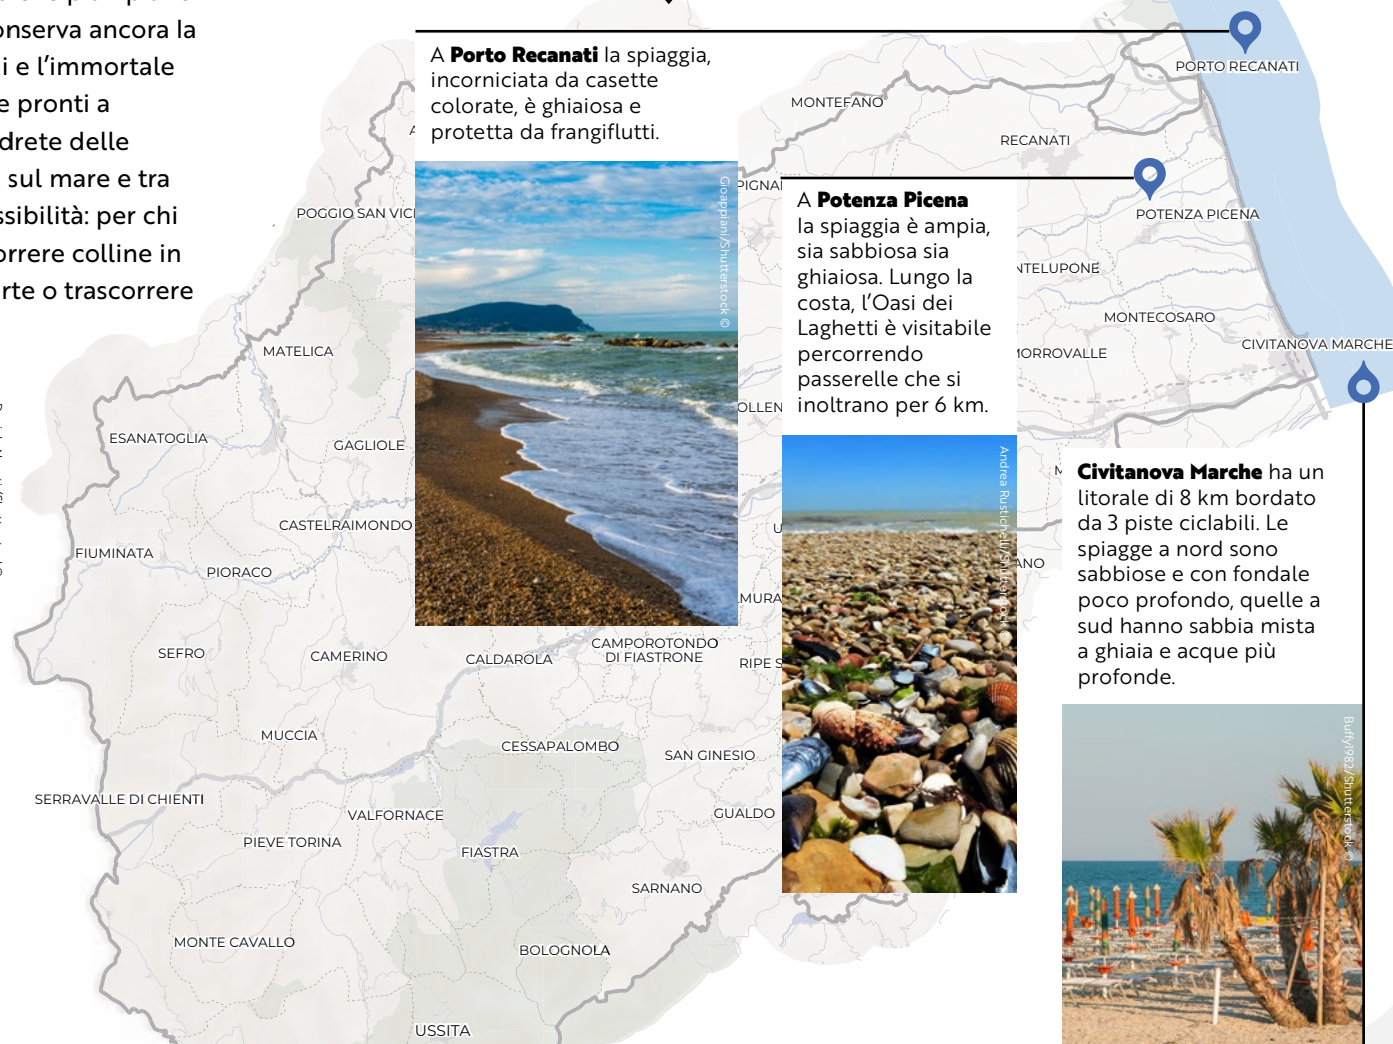 onserva ancora la
i e l’immortale
e pronti a
drete delle
sul mare e tra
ssibilità: per chi
orrere colline in
rte o trascorrere
A Porto Recanati la spiaggia,
incorniciata da casette
colorate, è ghiaiosa e
protetta da frangiflutti.
Gioappiani/Shutterstock ©
A Potenza Picena
la spiaggia è ampia,
sia sabbiosa sia
ghiaiosa. Lungo la
costa, l’Oasi dei
Laghetti è visitabile
percorrendo
passerelle che si
inoltrano per 6 km.
Andrea Rustichelli/Shutterstock ©
Civitanova Marche ha un
litorale di 8 km bordato
da 3 piste ciclabili. Le
spiagge a nord sono
sabbiose e con fondale
poco profondo, quelle a
sud hanno sabbia mista
a ghiaia e acque più
profonde.
Buffy1982/Shutterstock ©
PORTO RECANATI
MONTEFANO
RECANATI
PIGNA
POTENZA PICENA
POGGIO SAN VICI
NTELUPONE
MONTECOSARO
CIVITANOVA MARCHE
MATELICA
MORROVALLE
OLLEN
ESANATOGLIA
GAGLIOLE
CASTELRAIMONDO
FIUMINATA
PIORACO
ANO
MURA
SEFRO
CAMERINO
CALDAROLA
CAMPOROTONDO
DI FIASTRONE
RIPE S
MUCCIA
CESSAPALOMBO
SAN GINESIO
SERRAVALLE DI CHIENTI
VALFORNACE
GUALDO
PIEVE TORINA
FIASTRA
SARNANO
MONTE CAVALLO
BOLOGNOLA
USSITA